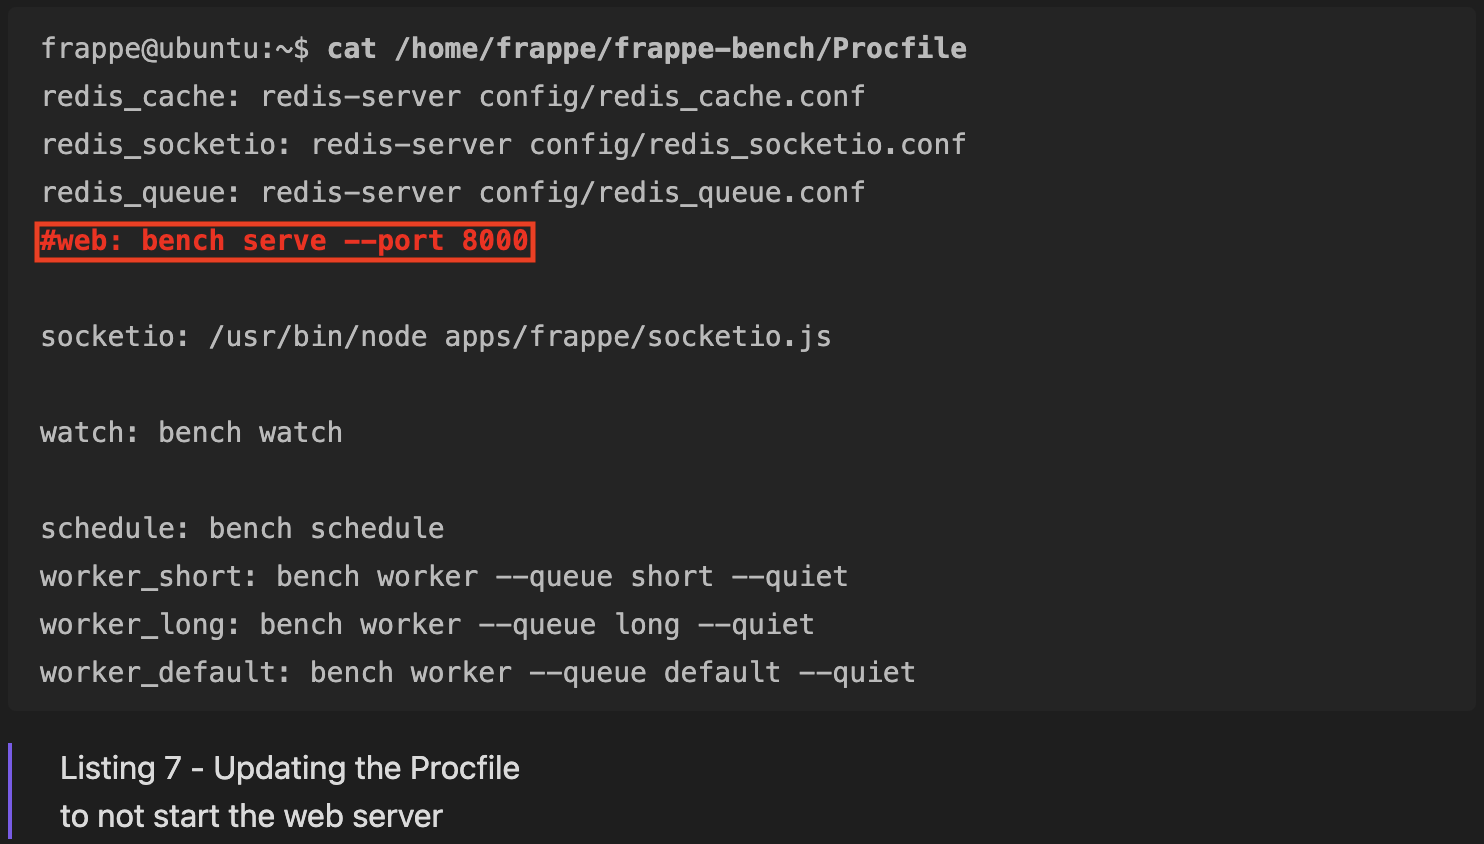 frappe@ubuntu:~$ cat /home/frappe/frappe-bench/Procfile
redis_cache: redis-server config/redis_cache.conf
redis_socketio: redis-server config/redis_socketio.conf
redis_queue: redis-server config/redis_queue.conf
#web: bench serve --port 8000
socketio: /usr/bin/node apps/frappe/socketio.js
watch: bench watch
schedule: bench schedule
worker_short: bench worker --queue short --quiet
worker_long: bench worker --queue long --quiet
worker_default: bench worker --queue default --quiet
Listing 7 - Updating the Procfile
to not start the web server